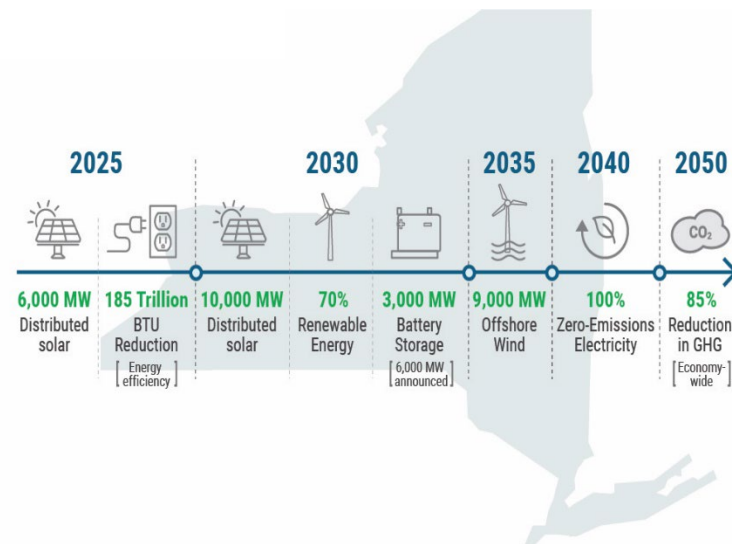 2025
2030
2035
2040
2050
CO₂
6,000 MW
Distributed
solar
185 Trillion
BTU
Reduction
[ Energy
efficiency ]
10,000 MW
Distributed
solar
70%
Renewable
Energy
3,000 MW
Battery
Storage
[ 6,000 MW
announced ]
9,000 MW
Offshore
Wind
100%
Zero-Emissions
Electricity
85%
Reduction
in GHG
[ Economy-
wide ]